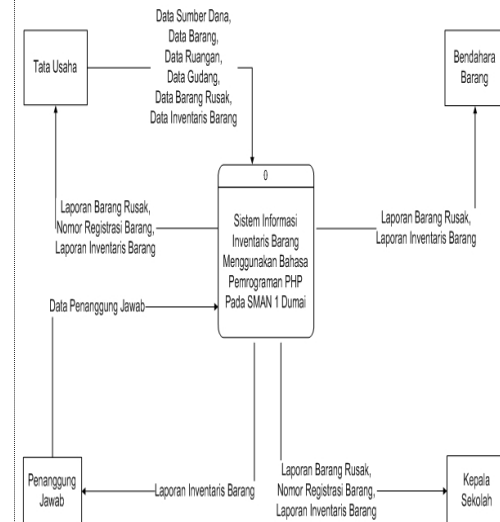 Data Sumber Dana,
Data Barang,
Data Ruangan,
Data Gudang,
Data Barang Rusak,
Data Inventaris Barang
Tata Usaha
Bendahara
Barang
0
Sistem Informasi
Inventaris Barang
Menggunakan Bahasa
Pemrograman PHP
Pada SMAN 1 Dumai
Laporan Barang Rusak,
Nomor Registrasi Barang,
Laporan Inventaris Barang
Laporan Barang Rusak,
Laporan Inventaris Barang
Data Penanggung Jawab
Penanggung
Jawab
Laporan Inventaris Barang
Laporan Barang Rusak,
Nomor Registrasi Barang,
Laporan Inventaris Barang
Kepala
Sekolah